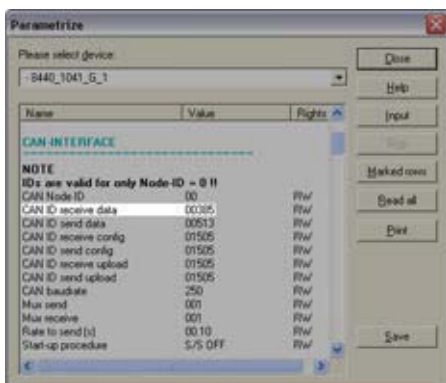 Parametrize
Please select device:
- 8440_1041_G_1
Close
Help
Input
Marked rows
Read all
Print
Save
Name Value Rights
CAN-INTERFACE
NOTE
IDs are valid for only Node-ID = 0 !!
CAN Node ID 00 RW
CAN ID receive data 00385 RW
CAN ID send data 00513 RW
CAN ID receive config 01505 RW
CAN ID send config 01505 RW
CAN ID receive upload 01505 RW
CAN ID send upload 01505 RW
CAN baudrate 250 RW
Mux send 001 RW
Mux receive 001 RW
Rate to send [s] 00.10 RW
Start-up procedure S/S OFF RW